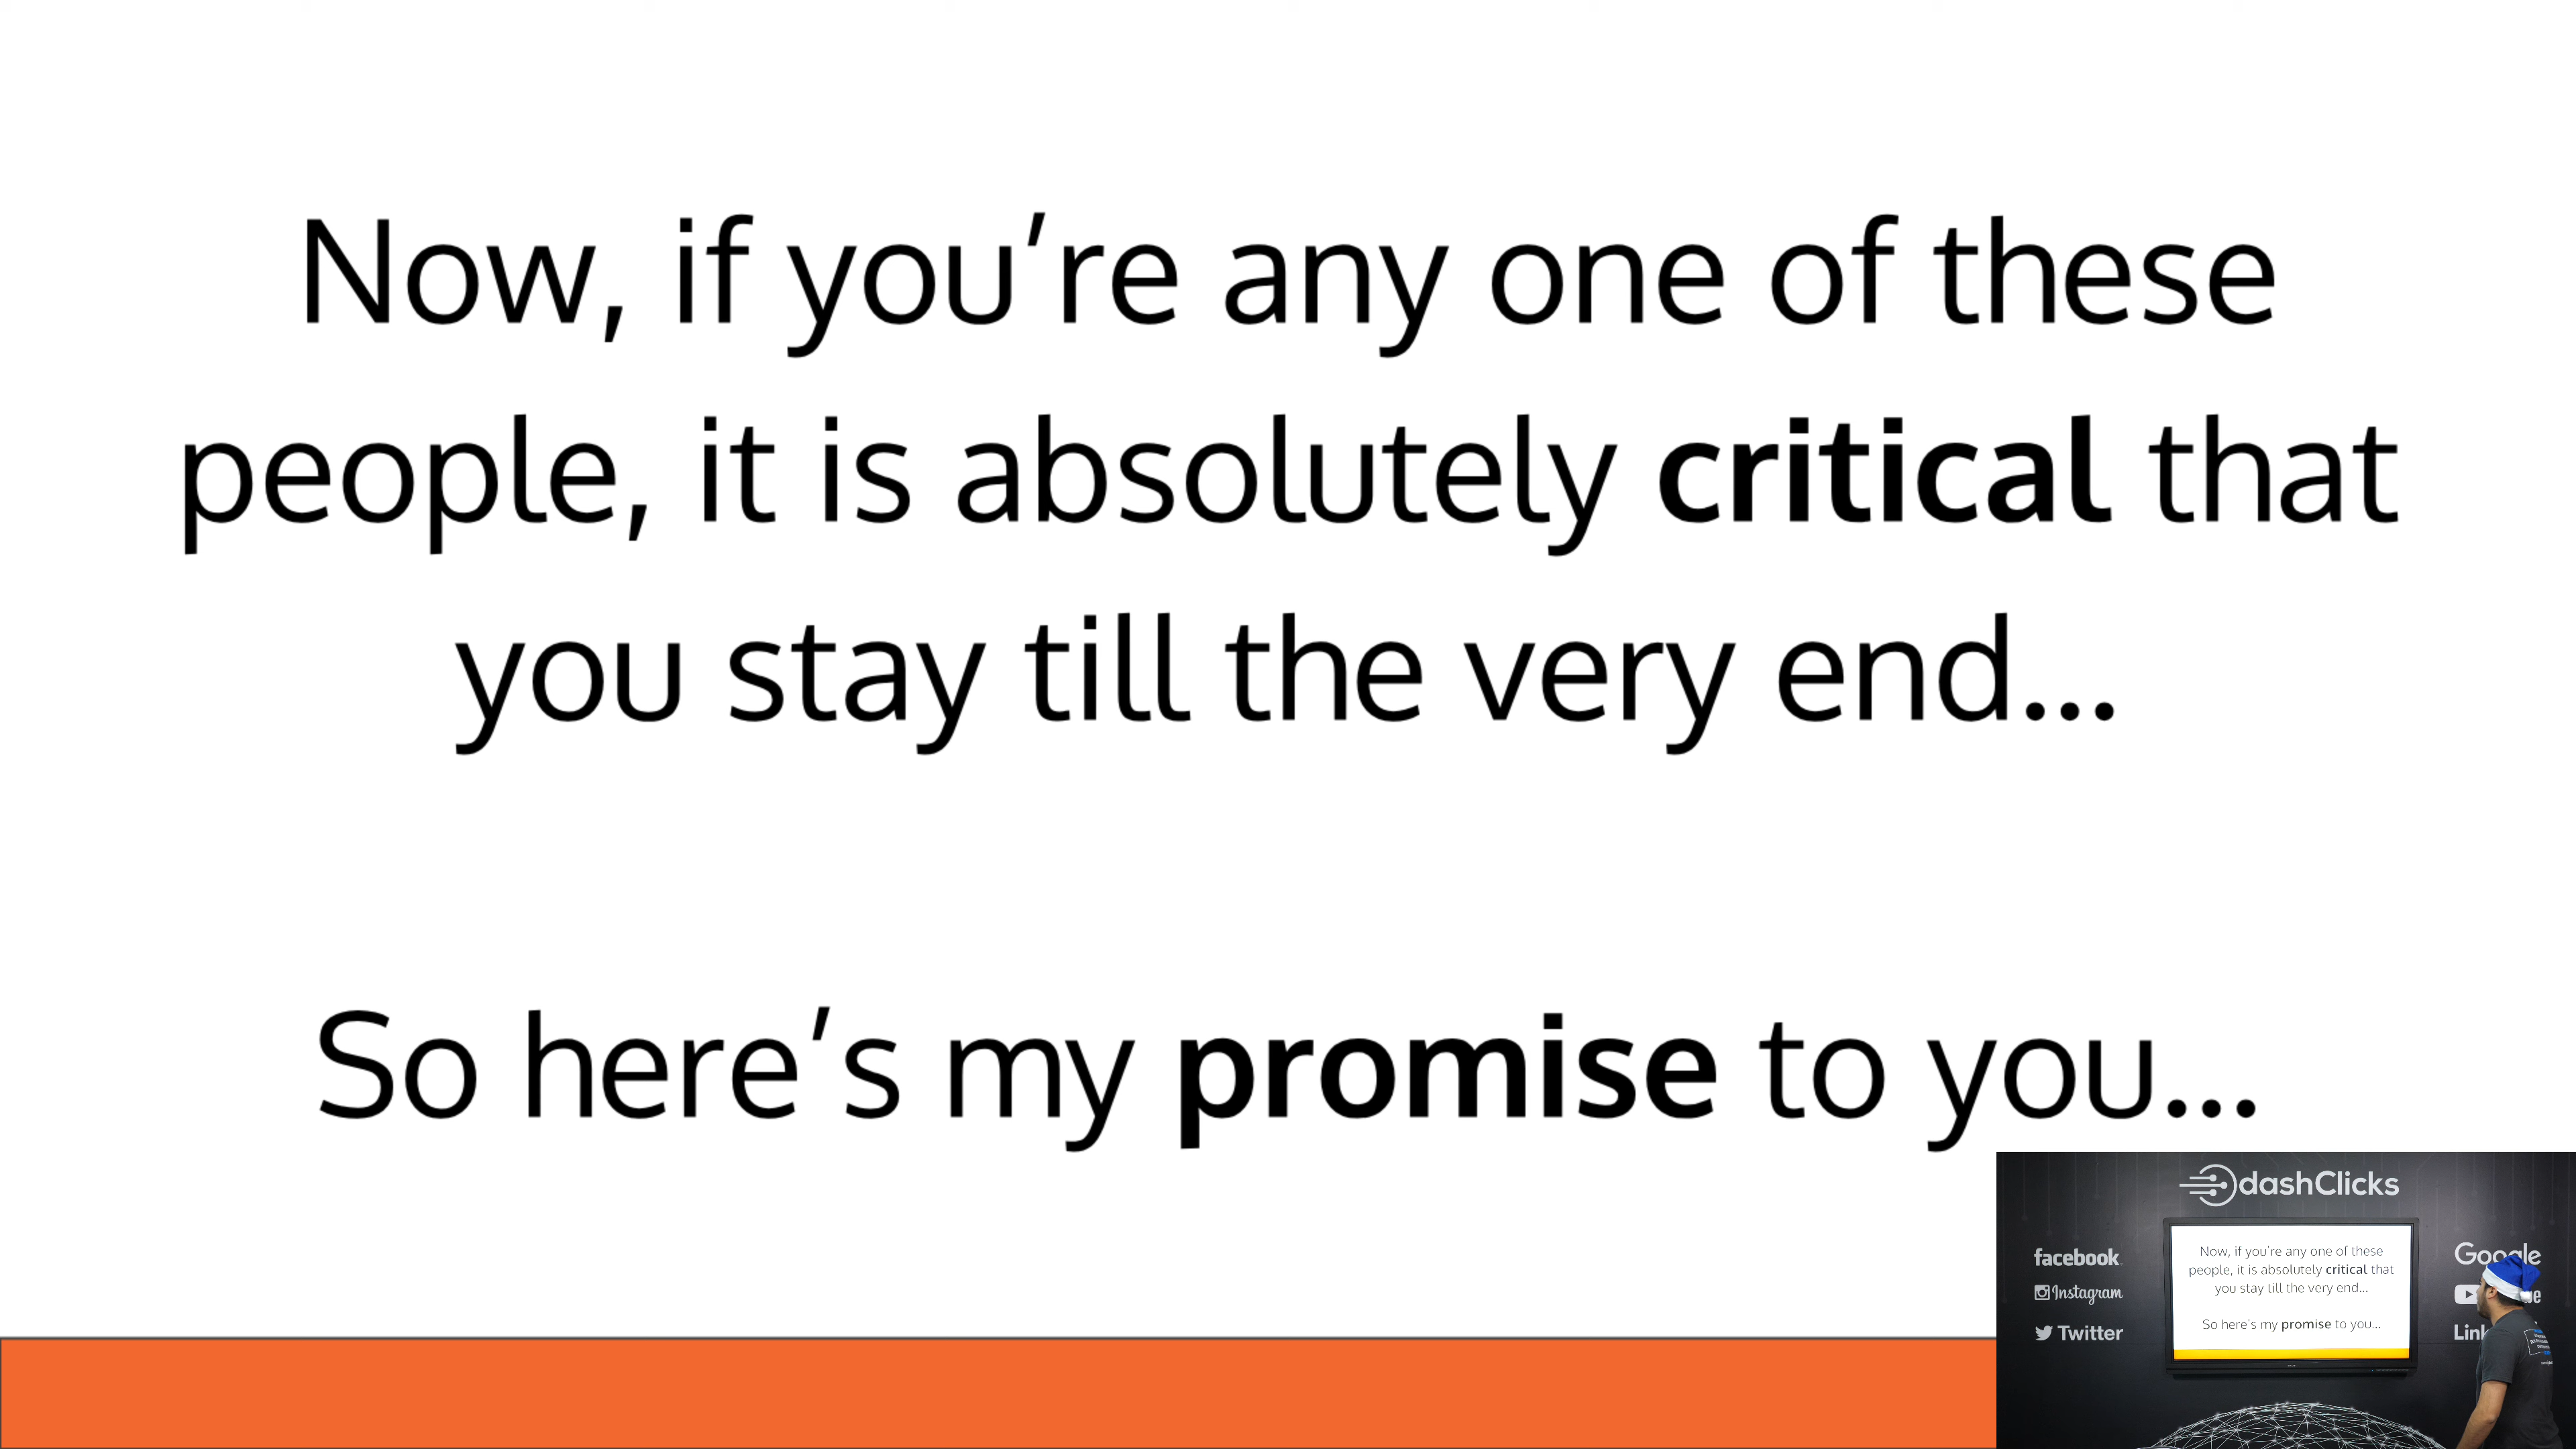 Now, if you’re any one of these
people, it is absolutely critical that
you stay till the very end...
So here’s my promise to you...
dashClicks
facebook
Instagram
Twitter
Now, if you’re any one of these
people, it is absolutely critical that
you stay till the very end...
So here’s my promise to you...
Google